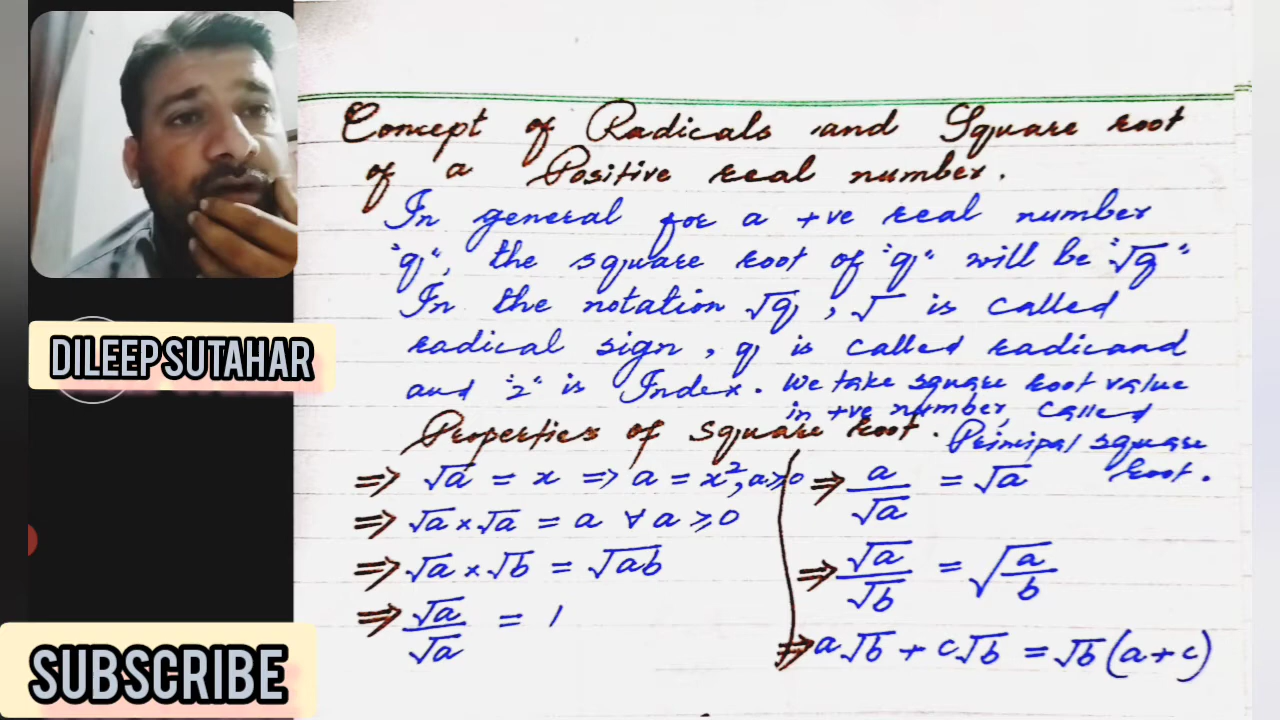 Concept of Radicals and Square root
of a Positive real number.
In general for a +ve real number
"q", the square root of "q" will be "√q"
In the notation √q, √ is called
radical sign, q is called radicand
and "2" is Index. We take square root value
in +ve number, called
Principal square
root.
Properties of Square root.
⇒ √a = x ⇒ a = x², a≥0
⇒ √a × √a = a ∀ a ≥ 0
⇒ √a × √b = √ab
⇒ √a/√a = 1
⇒ a/√a = √a
⇒ √a/√b = √(a/b)
⇒ a√b + c√b = √b(a+c)
DILEEP SUTAHAR
SUBSCRIBE